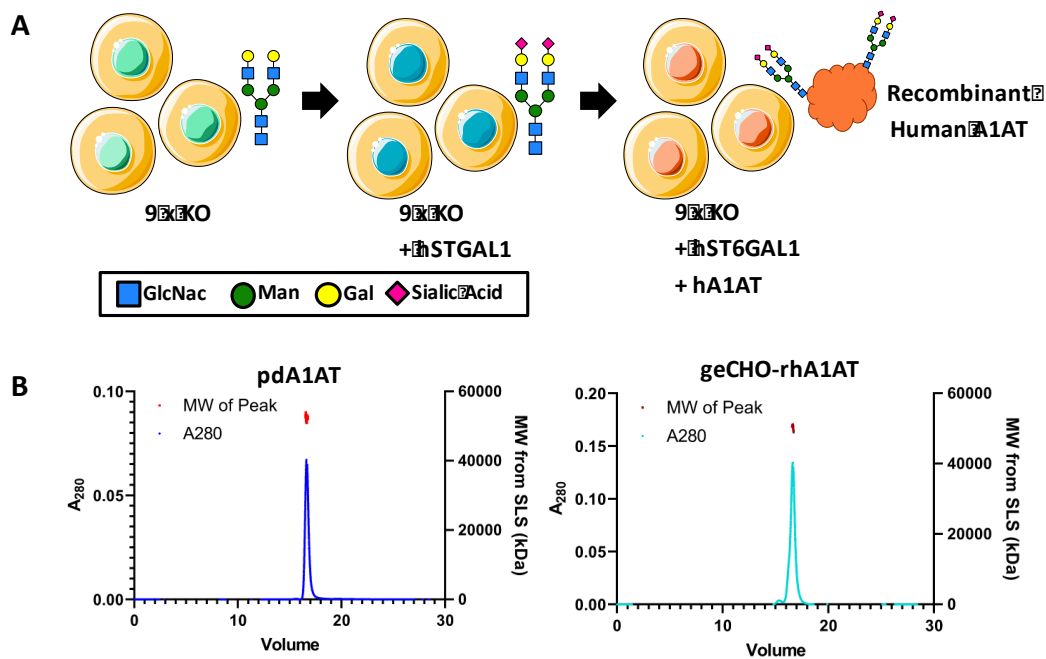 A
Recombinant
Human A1AT
9 x KO
9 x KO
+ hSTGAL1
9 x KO
+ hST6GAL1
+ hA1AT
GlcNac Man Gal Sialic Acid
B
pdA1AT
0.10
0.05
0.00
A280
60000
40000
20000
0
MW from SLS (kDa)
MW of Peak
A280
0 10 20 30
Volume
geCHO-rhA1AT
0.20
0.15
0.10
0.05
0.00
A280
60000
40000
20000
0
MW from SLS (kDa)
MW of Peak
A280
0 10 20 30
Volume